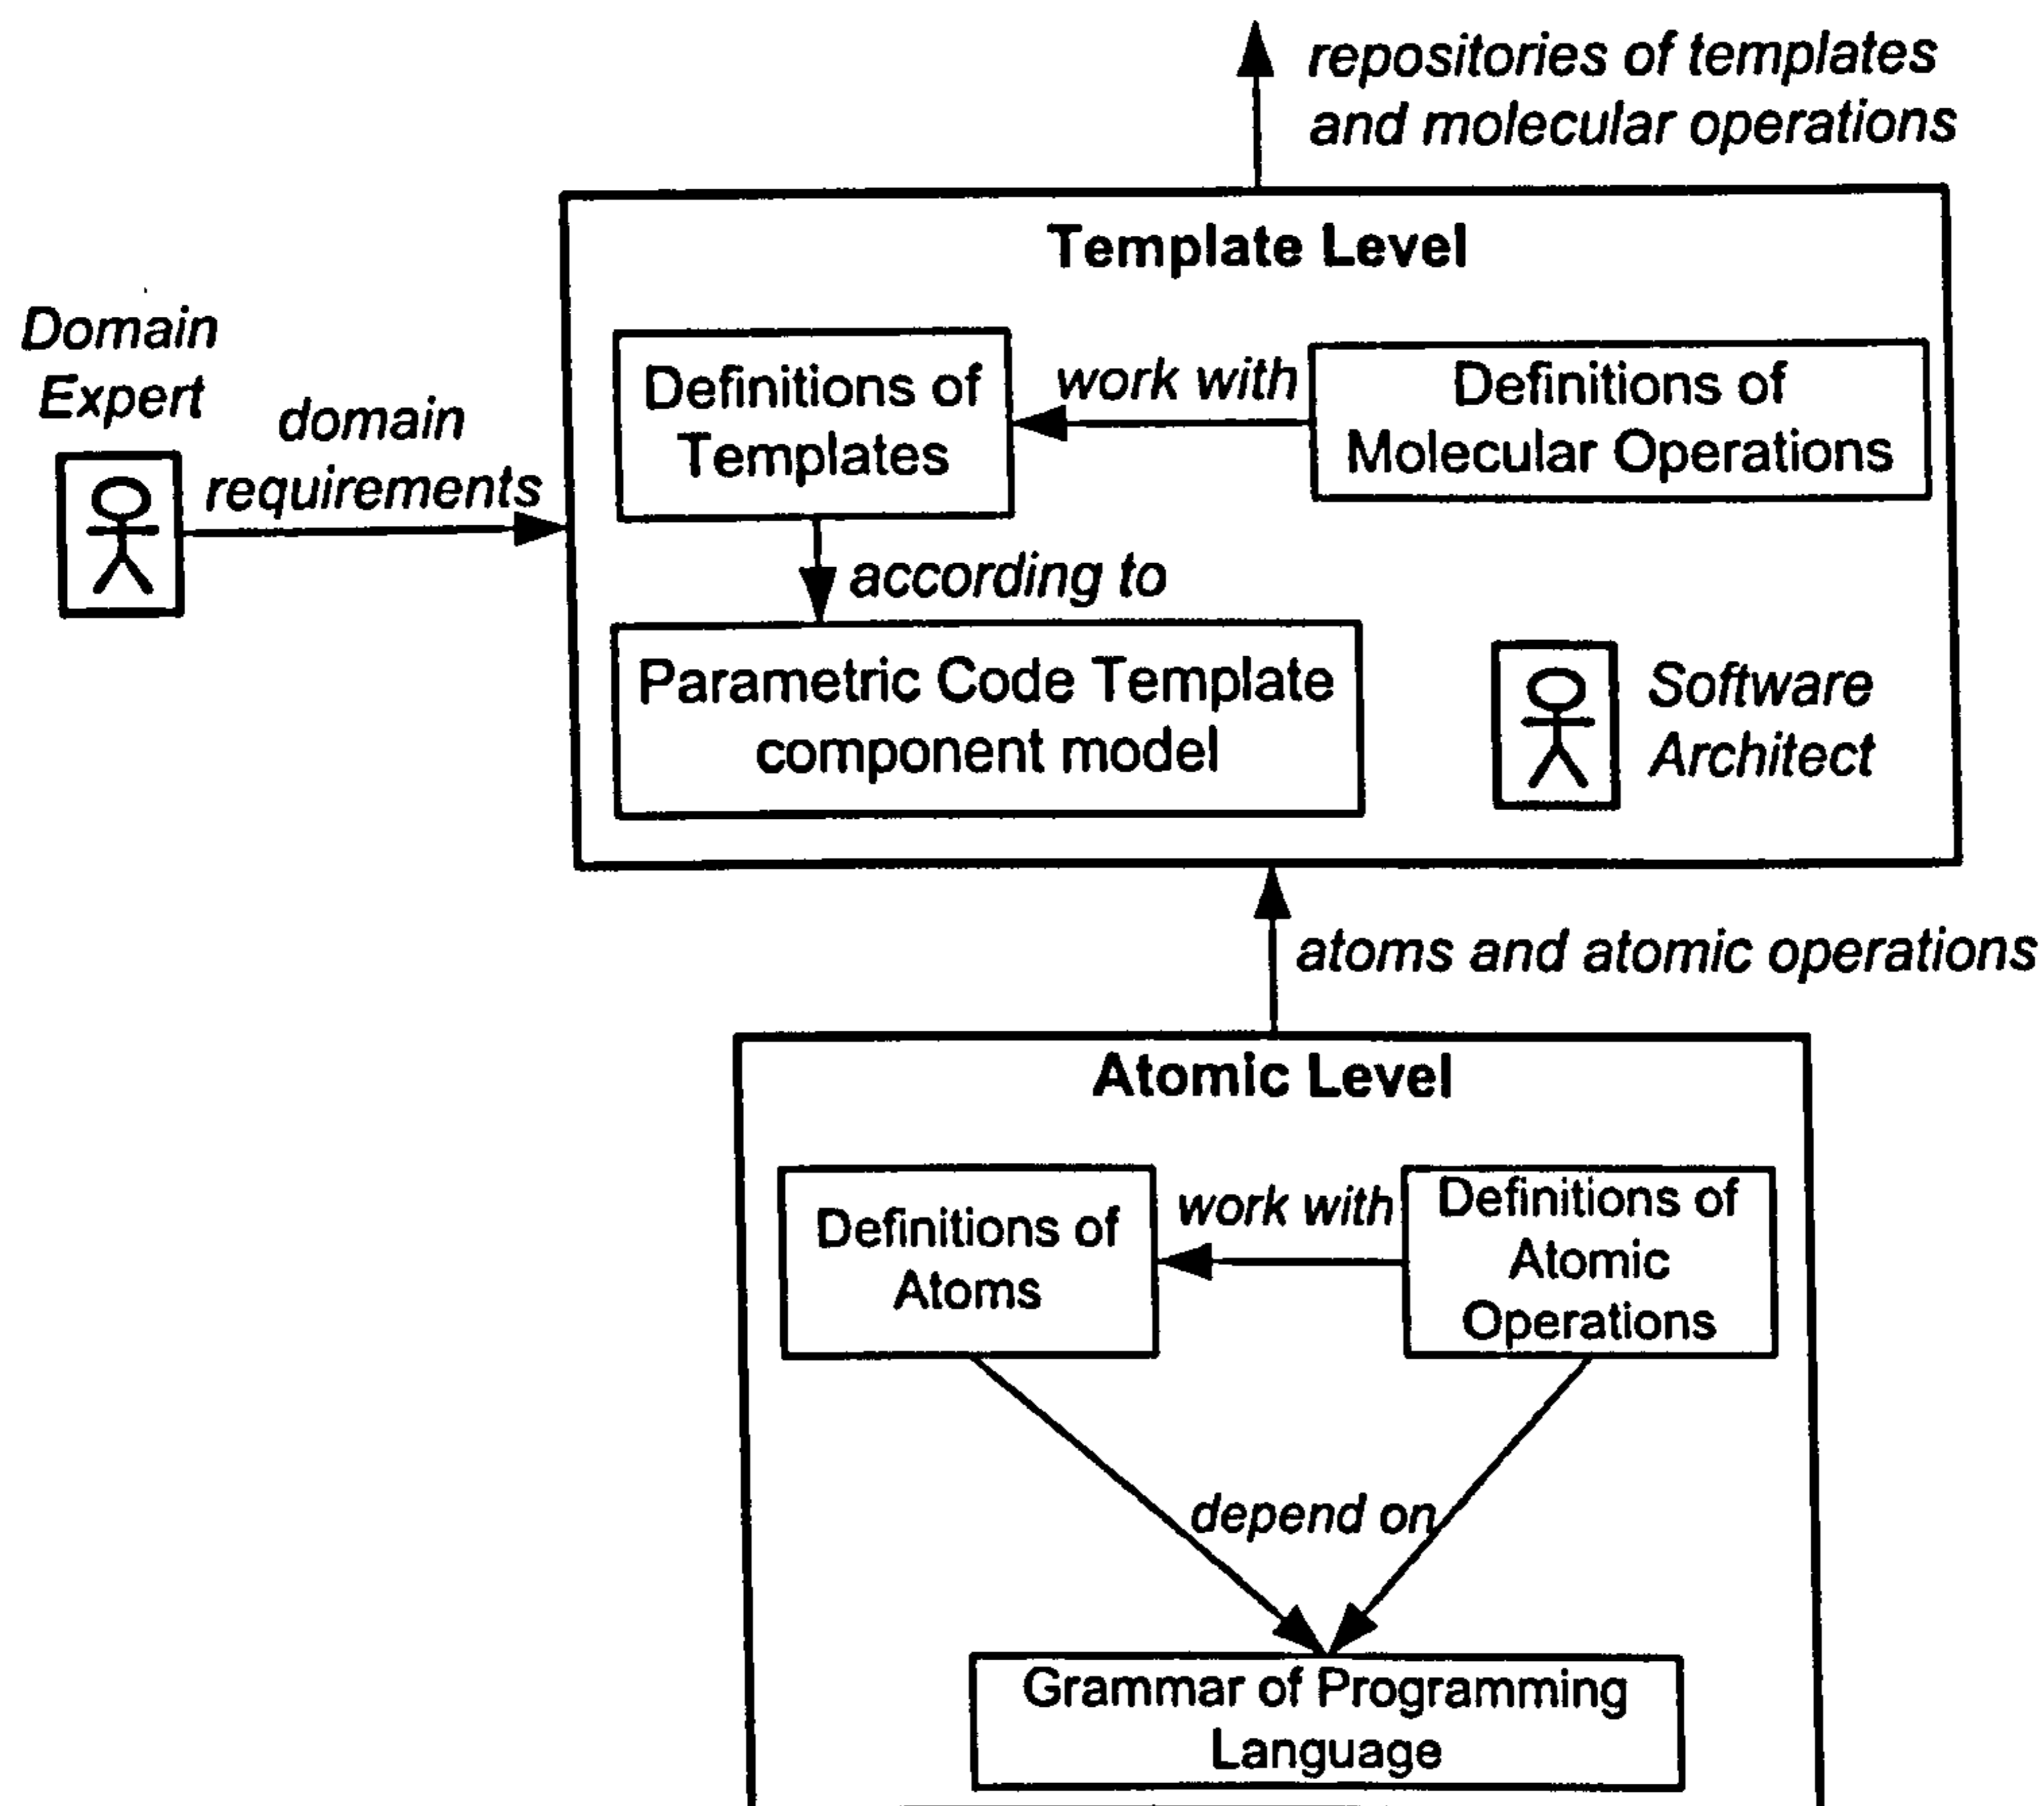 repositories of templates
and molecular operations
Template Level
Domain
Expert
domain
requirements
Definitions of
Templates
work with
Definitions of
Molecular Operations
according to
Parametric Code Template
component model
Software
Architect
atoms and atomic operations
Atomic Level
Definitions of
Atoms
work with
Definitions of
Atomic
Operations
depend on
Grammar of Programming
Language